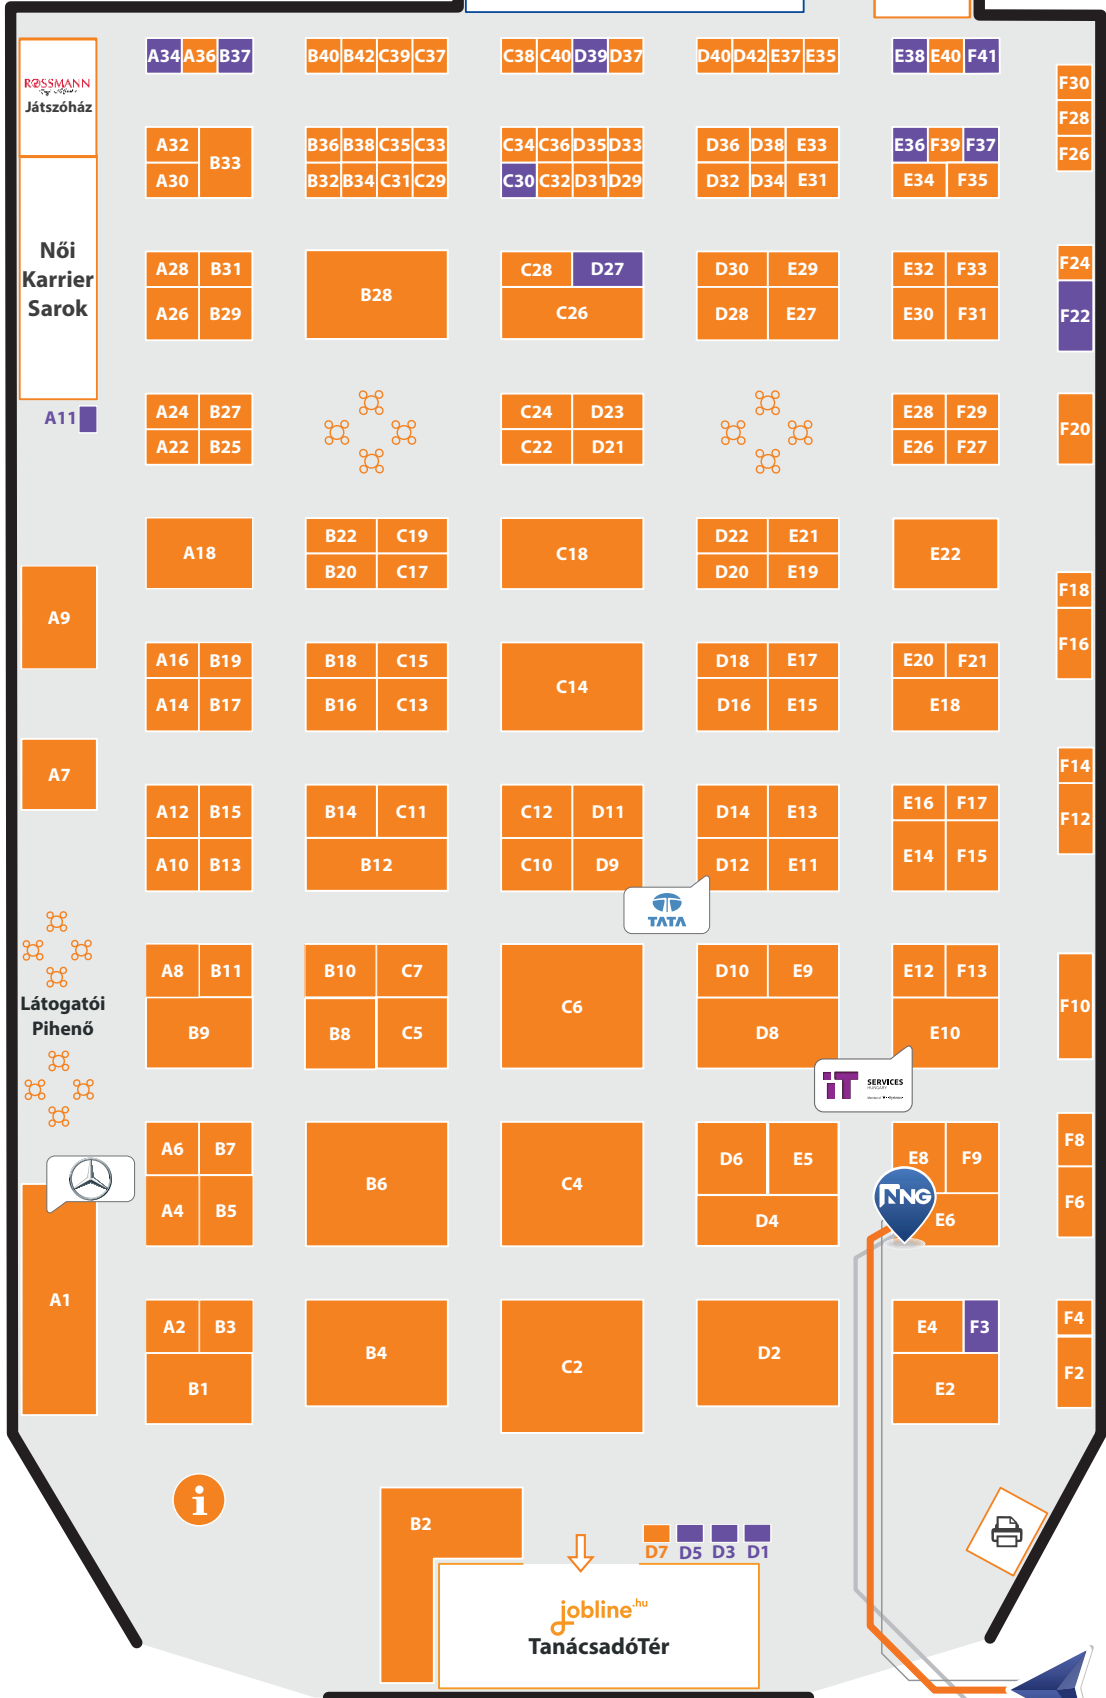 A34 A36 B37 B40 B42 C39 C37 C38 C40 D39 D37 D40 D42 E37 E35 E38 E40 F41
ROSSMANN
Játszóház
F30
F28
F26
A32 B33 B36 B38 C35 C33 C34 C36 D35 D33 D36 D38 E33 E36 F39 F37
A30 B32 B34 C31 C29 C30 C32 D31 D29 D32 D34 E31 E34 F35
Női
Karrier
Sarok
A28 B31 B28 C28 D27 D30 E29 E32 F33 F24
A26 B29 C26 D28 E27 E30 F31 F22
A11
A24 B27 C24 D23 E28 F29 F20
A22 B25 C22 D21 E26 F27
A18 B22 C19 C18 D22 E21 E22
B20 C17 D20 E19
A9
F18
F16
A16 B19 B18 C15 C14 D18 E17 E20 F21
A14 B17 B16 C13 D16 E15 E18
A7
F14
F12
A12 B15 B14 C11 C12 D11 D14 E13 E16 F17
A10 B13 B12 C10 D9 D12 E11 E14 F15
TATA
A8 B11 B10 C7 C6 D10 E9 E12 F13 F10
Látogatói
Pihenő
B9 B8 C5 D8 E10
iT SERVICES
HUNGARY
A6 B7 B6 C4 D6 E5 E8 F9 F8
A4 B5 D4 E6 F6
NNG
A1
A2 B3 B4 C2 D2 E4 F3 F4
B1 E2 F2
i
B2
D7 D5 D3 D1
jobline.hu
TanácsadóTér